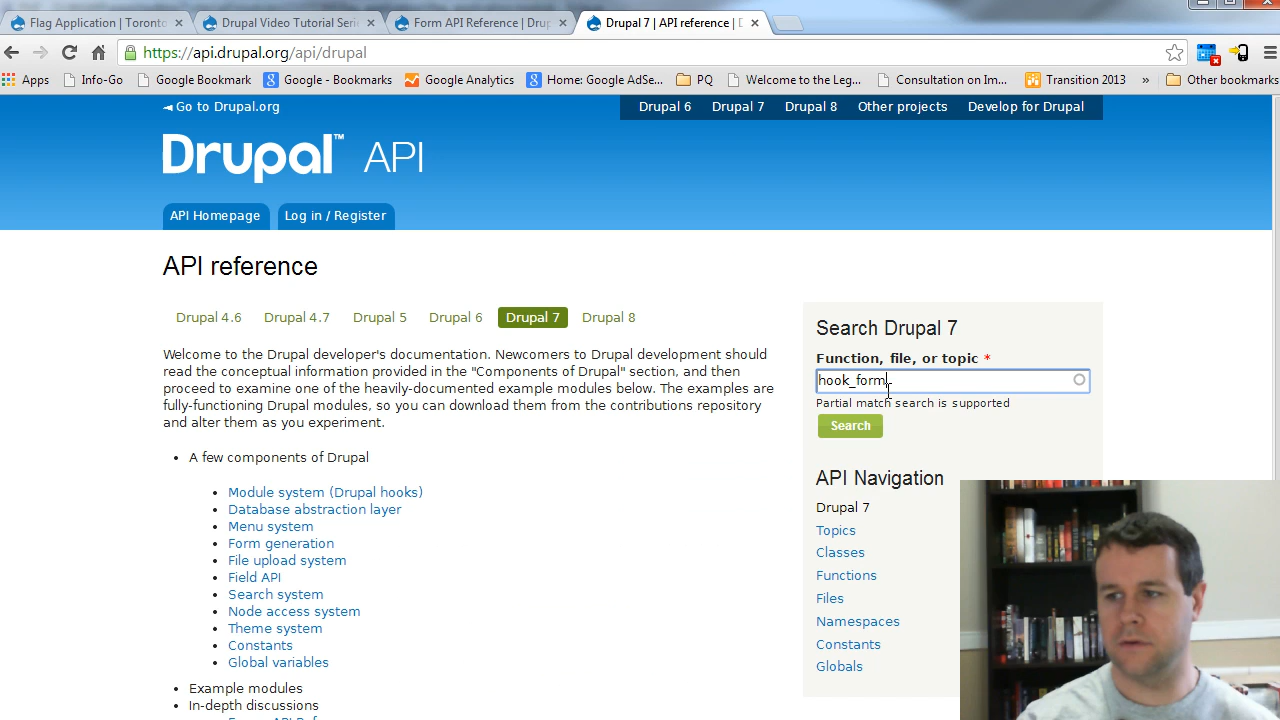 Flag Application | Toronto
Drupal Video Tutorial Serie
Form API Reference | Drup
Drupal 7 | API reference | D
https://api.drupal.org/api/drupal
Apps
Info-Go
Google Bookmark
Google - Bookmarks
Google Analytics
Home: Google AdSe...
PQ
Welcome to the Leg...
Consultation on Im...
Transition 2013
»
Other bookmarks
Go to Drupal.org
Drupal 6
Drupal 7
Drupal 8
Other projects
Develop for Drupal
Drupal™ API
API Homepage
Log in / Register
API reference
Drupal 4.6
Drupal 4.7
Drupal 5
Drupal 6
Drupal 7
Drupal 8
Welcome to the Drupal developer's documentation. Newcomers to Drupal development should
read the conceptual information provided in the "Components of Drupal" section, and then
proceed to examine one of the heavily-documented example modules below. The examples are
fully-functioning Drupal modules, so you can download them from the contributions repository
and alter them as you experiment.
• A few components of Drupal
• Module system (Drupal hooks)
• Database abstraction layer
• Menu system
• Form generation
• File upload system
• Field API
• Search system
• Node access system
• Theme system
• Constants
• Global variables
• Example modules
• In-depth discussions
Search Drupal 7
Function, file, or topic *
hook_form
Partial match search is supported
Search
API Navigation
Drupal 7
Topics
Classes
Functions
Files
Namespaces
Constants
Globals